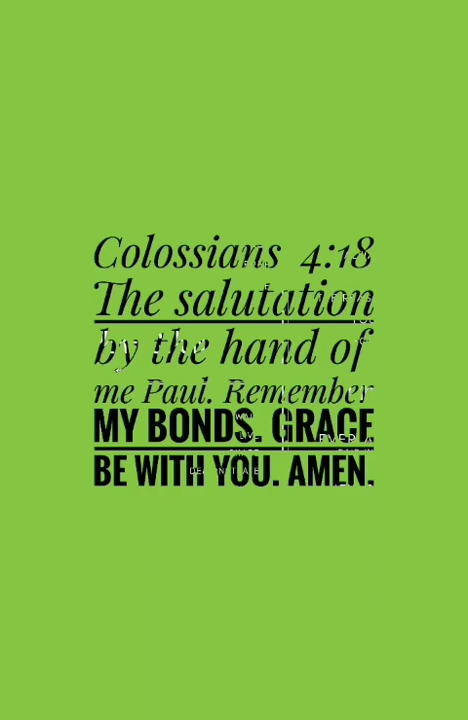 Colossians 4:18
The salutation
by the hand of
me Paul. Remember
MY BONDS. GRACE
BE WITH YOU. AMEN.